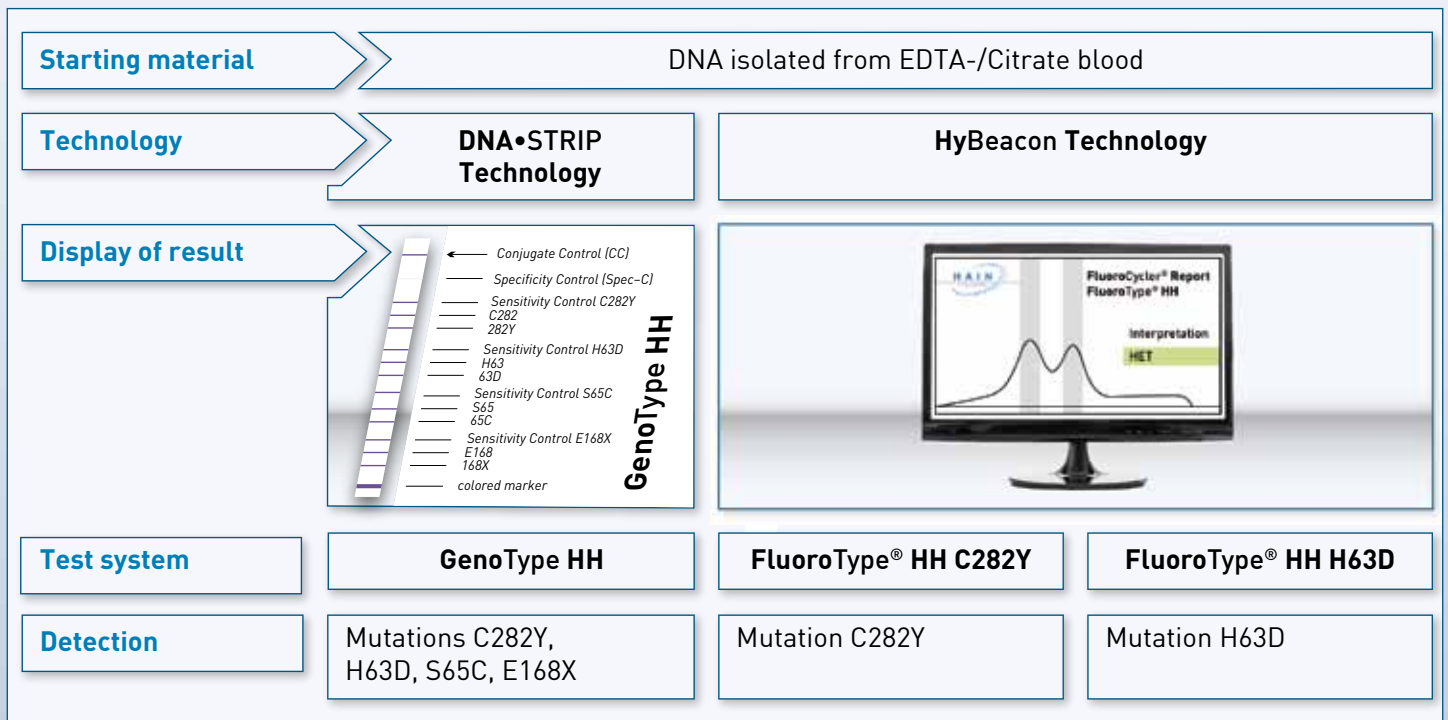 Starting material
DNA isolated from EDTA-/Citrate blood
Technology
DNA•STRIP
Technology
HyBeacon Technology
Display of result
Conjugate Control (CC)
Specificity Control (Spec–C)
Sensitivity Control C282Y
C282
282Y
Sensitivity Control H63D
H63
63D
Sensitivity Control S65C
S65
65C
Sensitivity Control E168X
E168
168X
colored marker
GenoType HH
HAIN
FluoroCycler® Report
FluoroType® HH
Interpretation
HET
Test system
GenoType HH
FluoroType® HH C282Y
FluoroType® HH H63D
Detection
Mutations C282Y,
H63D, S65C, E168X
Mutation C282Y
Mutation H63D